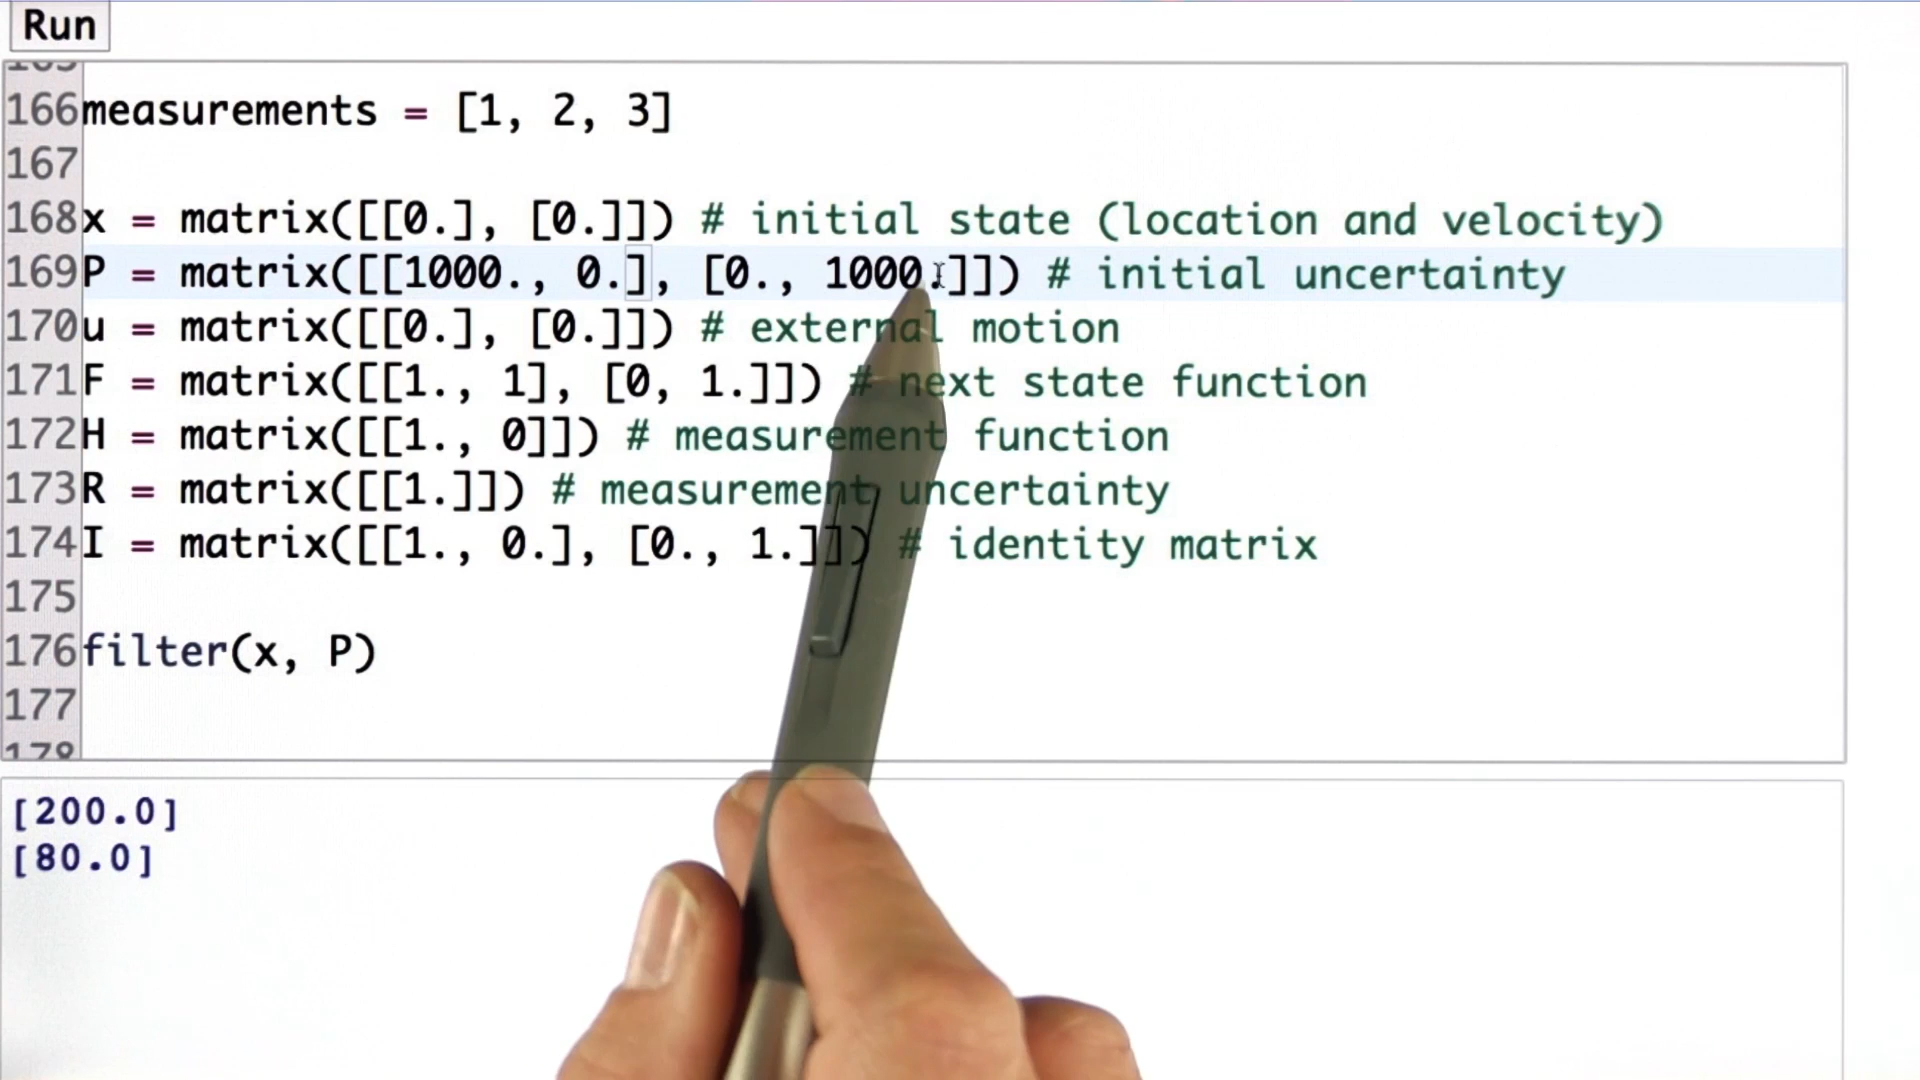 Run
165
166 measurements = [1, 2, 3]
167
168 x = matrix([[0.], [0.]]) # initial state (location and velocity)
169 P = matrix([[1000., 0.], [0., 1000.]]) # initial uncertainty
170 u = matrix([[0.], [0.]]) # external motion
171 F = matrix([[1., 1], [0, 1.]]) # next state function
172 H = matrix([[1., 0]]) # measurement function
173 R = matrix([[1.]]) # measurement uncertainty
174 I = matrix([[1., 0.], [0., 1.]]) # identity matrix
175
176 filter(x, P)
177
178
[200.0]
[80.0]